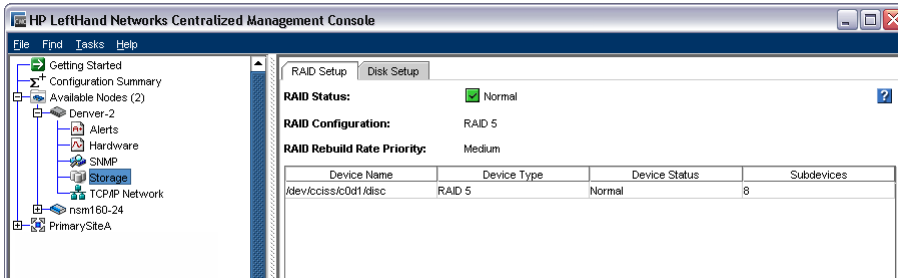 HP LeftHand Networks Centralized Management Console
File Find Tasks Help
Getting Started
Configuration Summary
Available Nodes (2)
Denver-2
Alerts
Hardware
SNMP
Storage
TCP/IP Network
nsm160-24
PrimarySiteA
RAID Setup Disk Setup
RAID Status: Normal
RAID Configuration: RAID 5
RAID Rebuild Rate Priority: Medium
Device Name Device Type Device Status Subdevices
/dev/cciss/c0d1/disc RAID 5 Normal 8